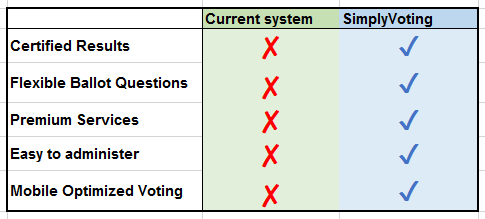 Current system SimplyVoting
Certified Results ✗ ✓
Flexible Ballot Questions ✗ ✓
Premium Services ✗ ✓
Easy to administer ✗ ✓
Mobile Optimized Voting ✗ ✓